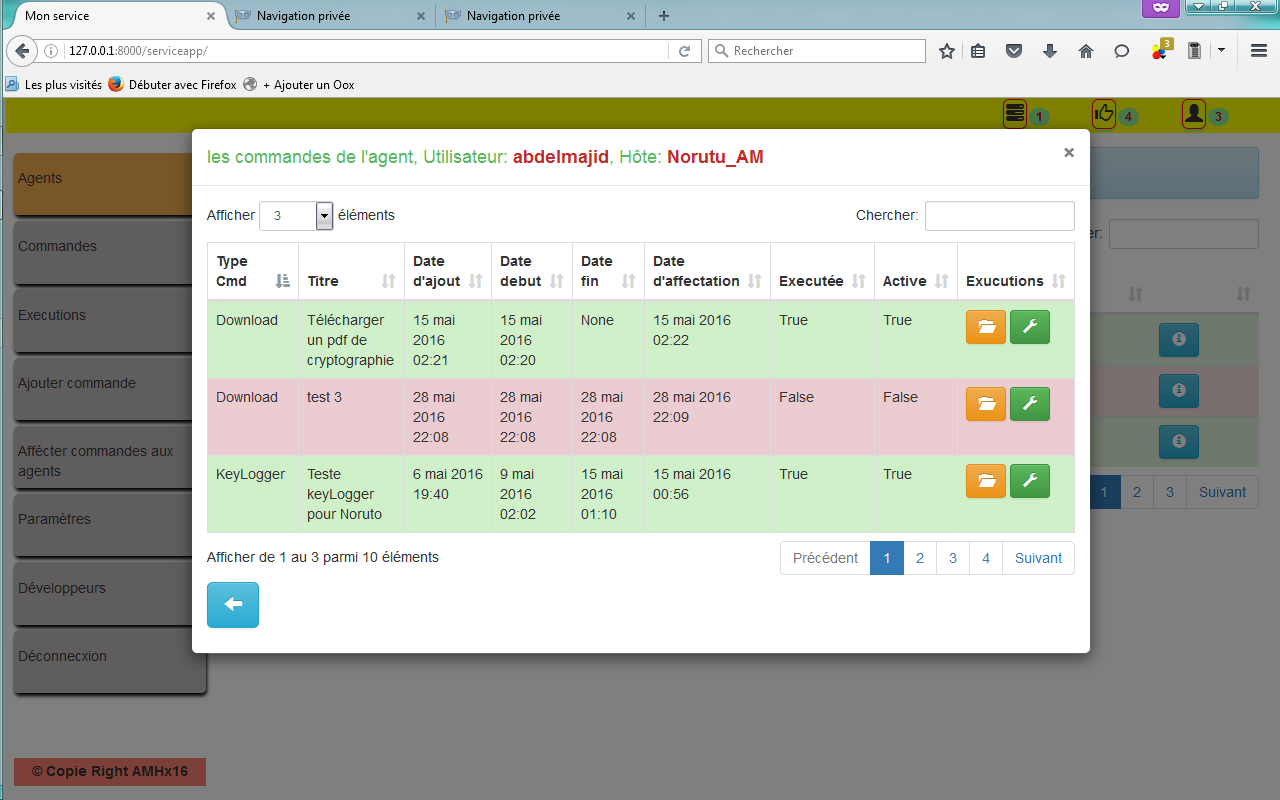 Mon service
Navigation privée
Navigation privée
127.0.0.1:8000/serviceapp/
Rechercher
3
Les plus visités
Débuter avec Firefox
+ Ajouter un Oox
1
4
3
les commandes de l'agent, Utilisateur: abdelmajid, Hôte: Norutu_AM
×
Agents
Commandes
Executions
Ajouter commande
Affécter commandes aux
agents
Paramètres
Développeurs
Déconnecxion
© Copie Right AMHx16
Afficher 3 éléments
Chercher:
er:
Type
Cmd
Titre
Date
d'ajout
Date
debut
Date
fin
Date
d'affectation
Executée
Active
Exucutions
Download
Télécharger
un pdf de
cryptographie
15 mai
2016
02:21
15 mai
2016
02:20
None
15 mai 2016
02:22
True
True
Download
test 3
28 mai
2016
22:08
28 mai
2016
22:08
28 mai
2016
22:08
28 mai 2016
22:09
False
False
KeyLogger
Teste
keyLogger
pour Noruto
6 mai 2016
19:40
9 mai
2016
02:02
15 mai
2016
01:10
15 mai 2016
00:56
True
True
Afficher de 1 au 3 parmi 10 éléments
Précédent 1 2 3 4 Suivant
1 2 3 Suivant